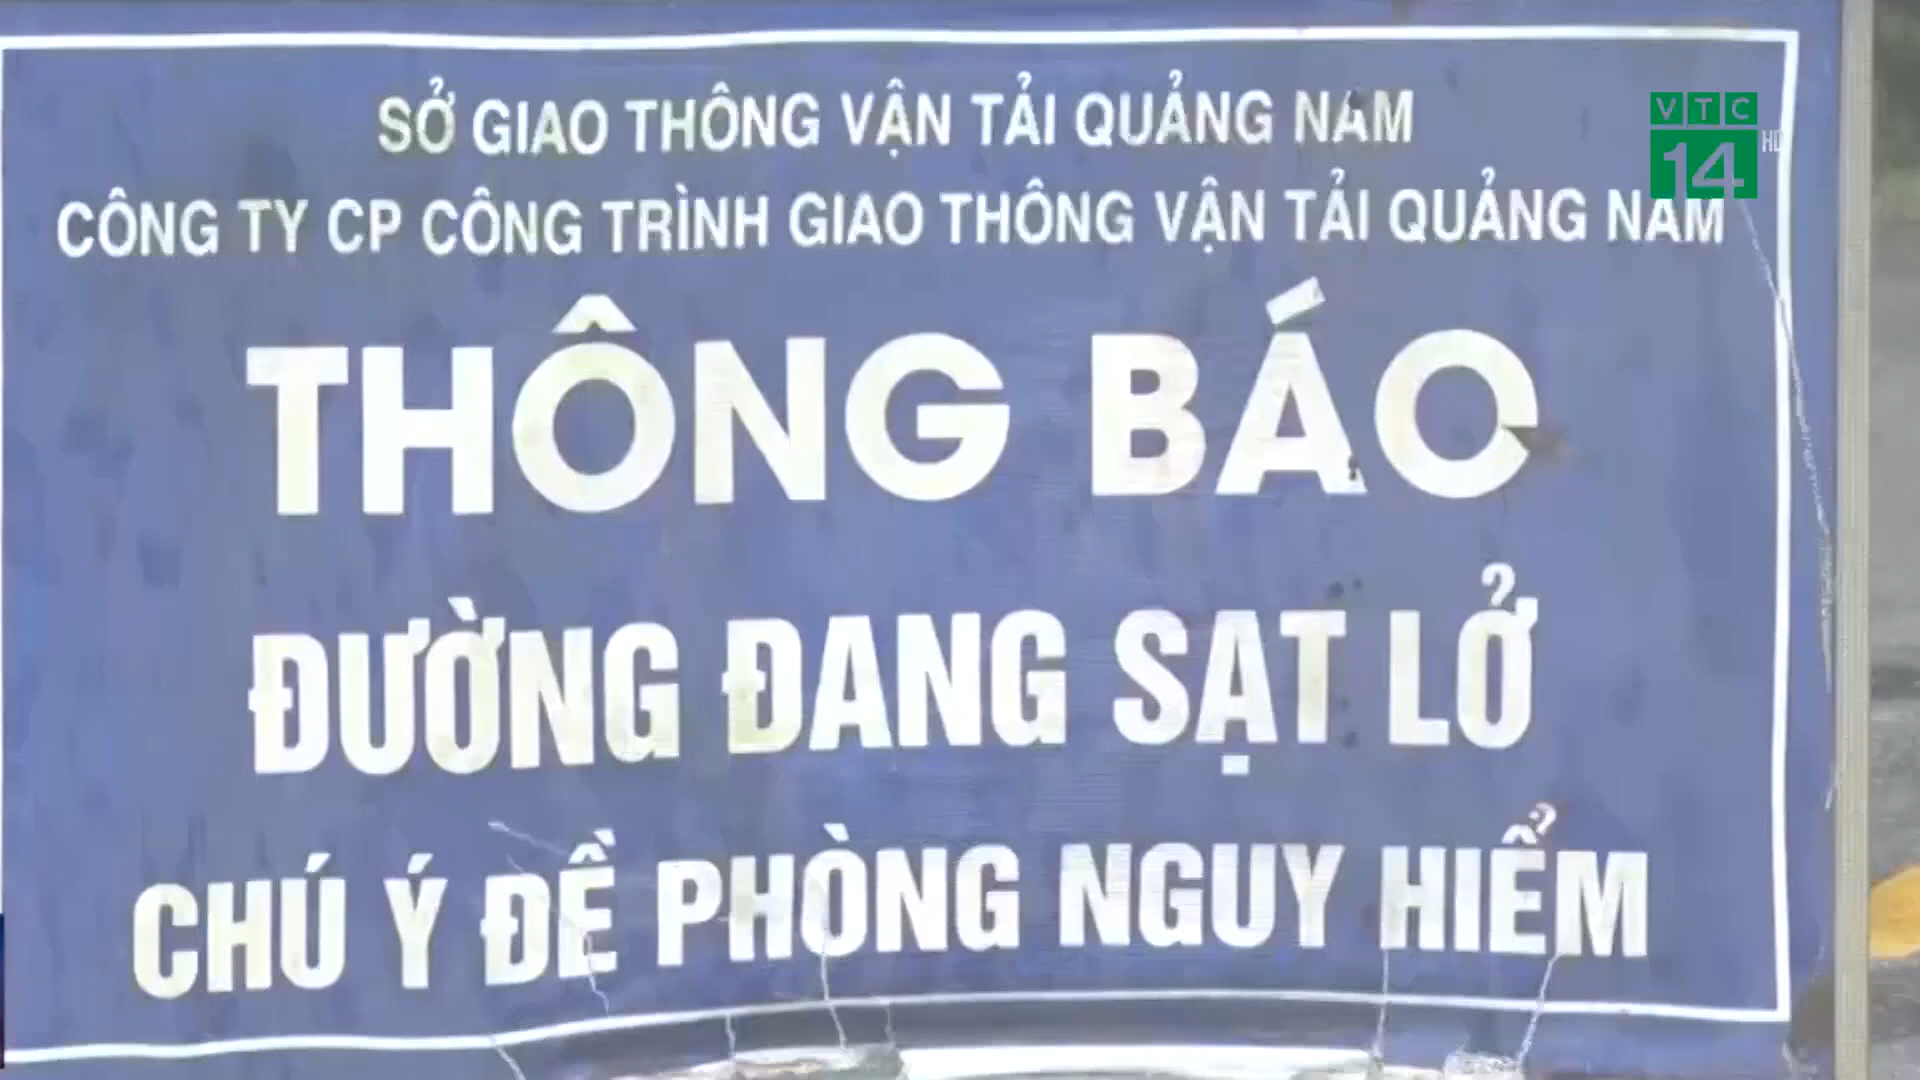 SỞ GIAO THÔNG VẬN TẢI QUẢNG NAM
VTC
14
HD
CÔNG TY CP CÔNG TRÌNH GIAO THÔNG VẬN TẢI QUẢNG NAM
THÔNG BÁO
ĐƯỜNG ĐANG SẠT LỞ
CHÚ Ý ĐỀ PHÒNG NGUY HIỂM